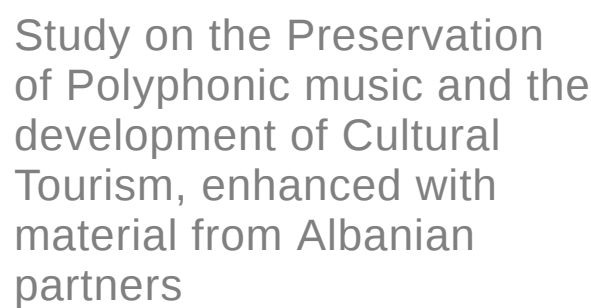 Study on the Preservation
of Polyphonic music and the
development of Cultural
Tourism, enhanced with
material from Albanian
partners